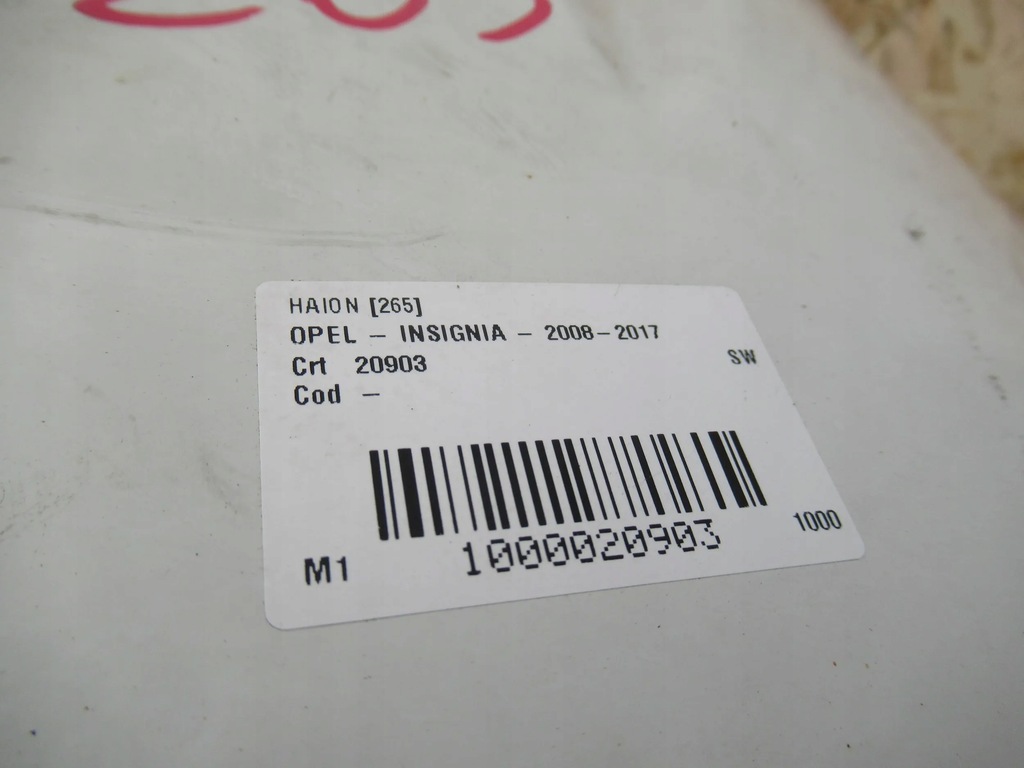 HAION [265]
OPEL - INSIGNIA - 2008-2017
Crt 20903
SW
Cod -
1000020903
M1
1000